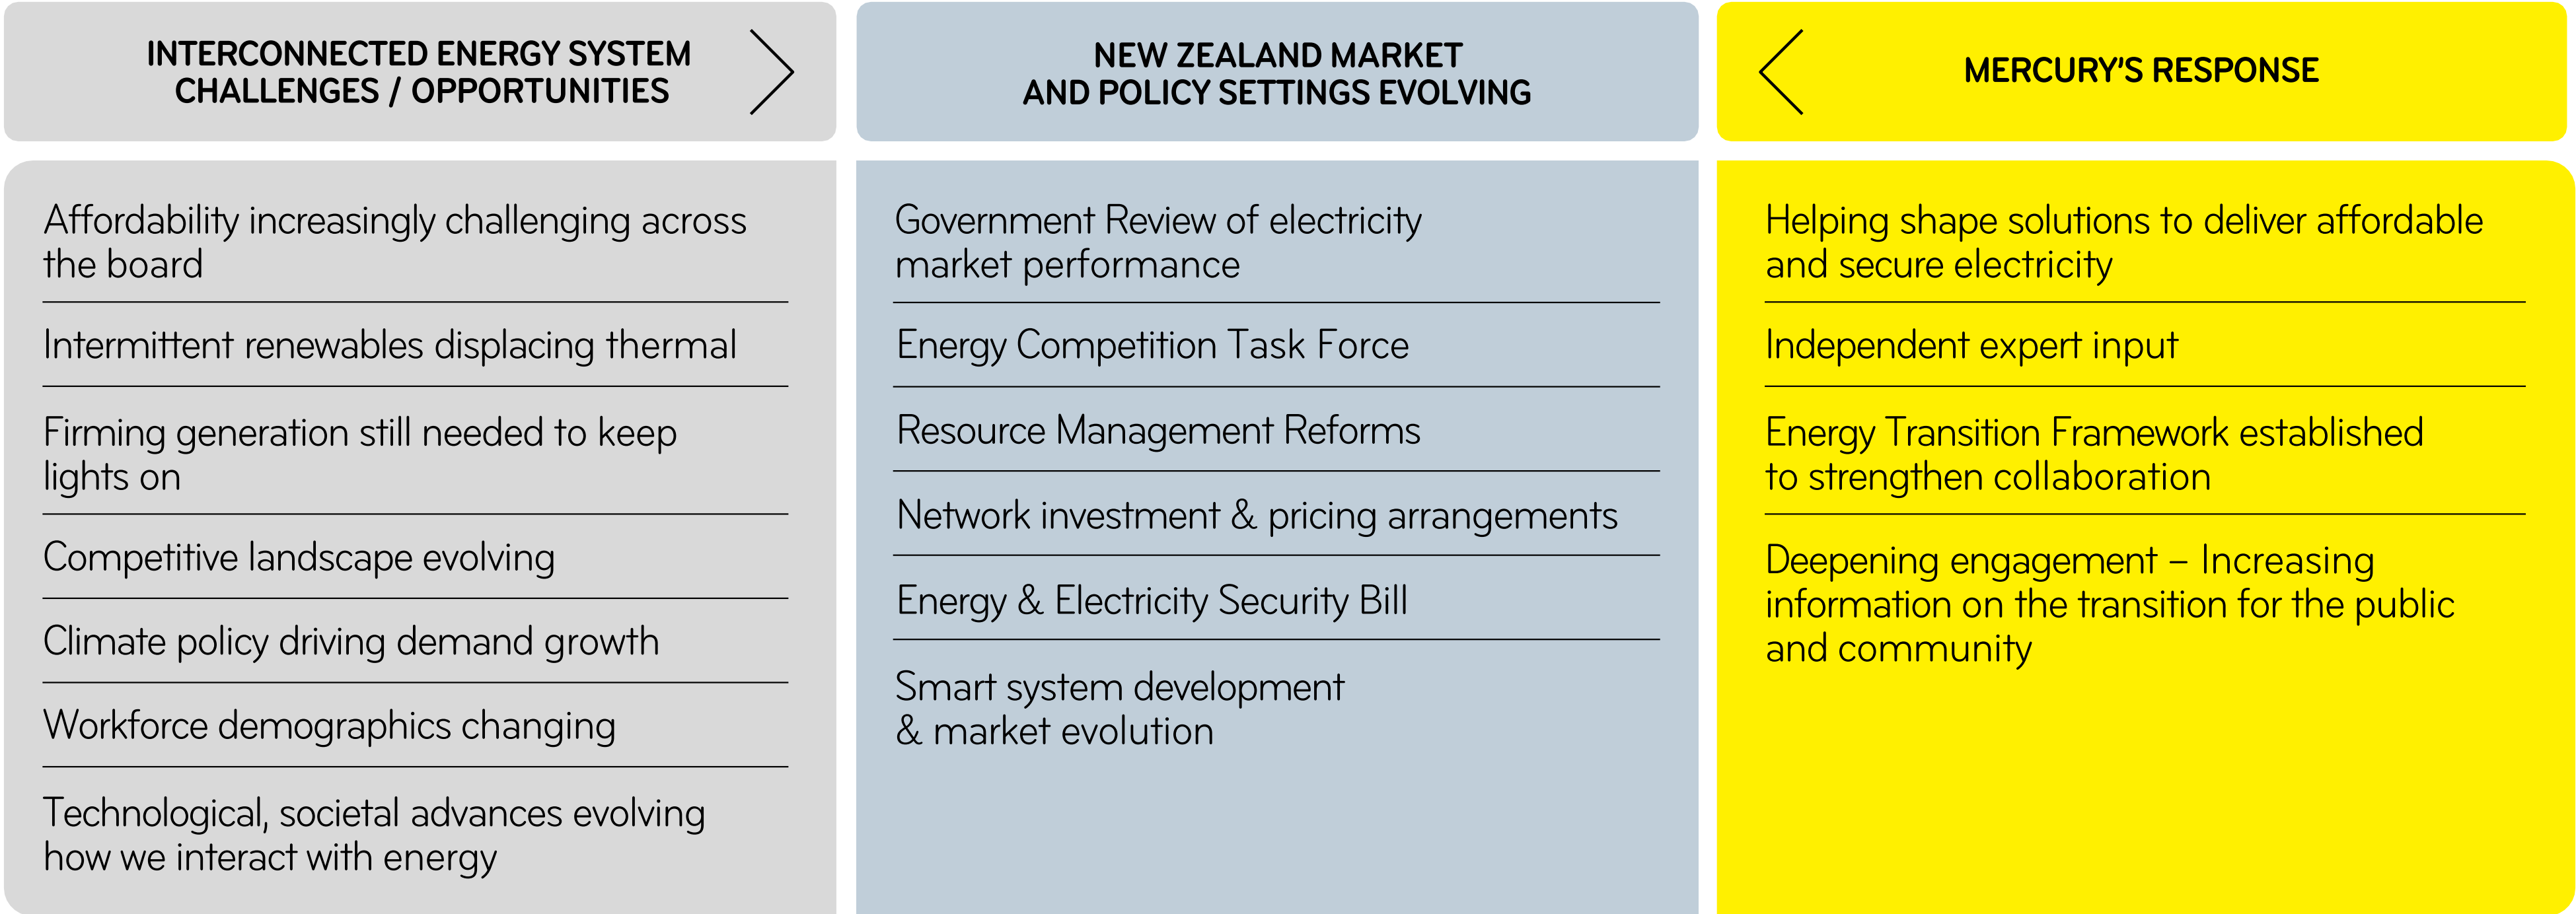 INTERCONNECTED ENERGY SYSTEM
CHALLENGES / OPPORTUNITIES
Affordability increasingly challenging across
the board
Intermittent renewables displacing thermal
Firming generation still needed to keep
lights on
Competitive landscape evolving
Climate policy driving demand growth
Workforce demographics changing
Technological, societal advances evolving
how we interact with energy
NEW ZEALAND MARKET
AND POLICY SETTINGS EVOLVING
Government Review of electricity
market performance
Energy Competition Task Force
Resource Management Reforms
Network investment & pricing arrangements
Energy & Electricity Security Bill
Smart system development
& market evolution
MERCURY'S RESPONSE
Helping shape solutions to deliver affordable
and secure electricity
Independent expert input
Energy Transition Framework established
to strengthen collaboration
Deepening engagement – Increasing
information on the transition for the public
and community